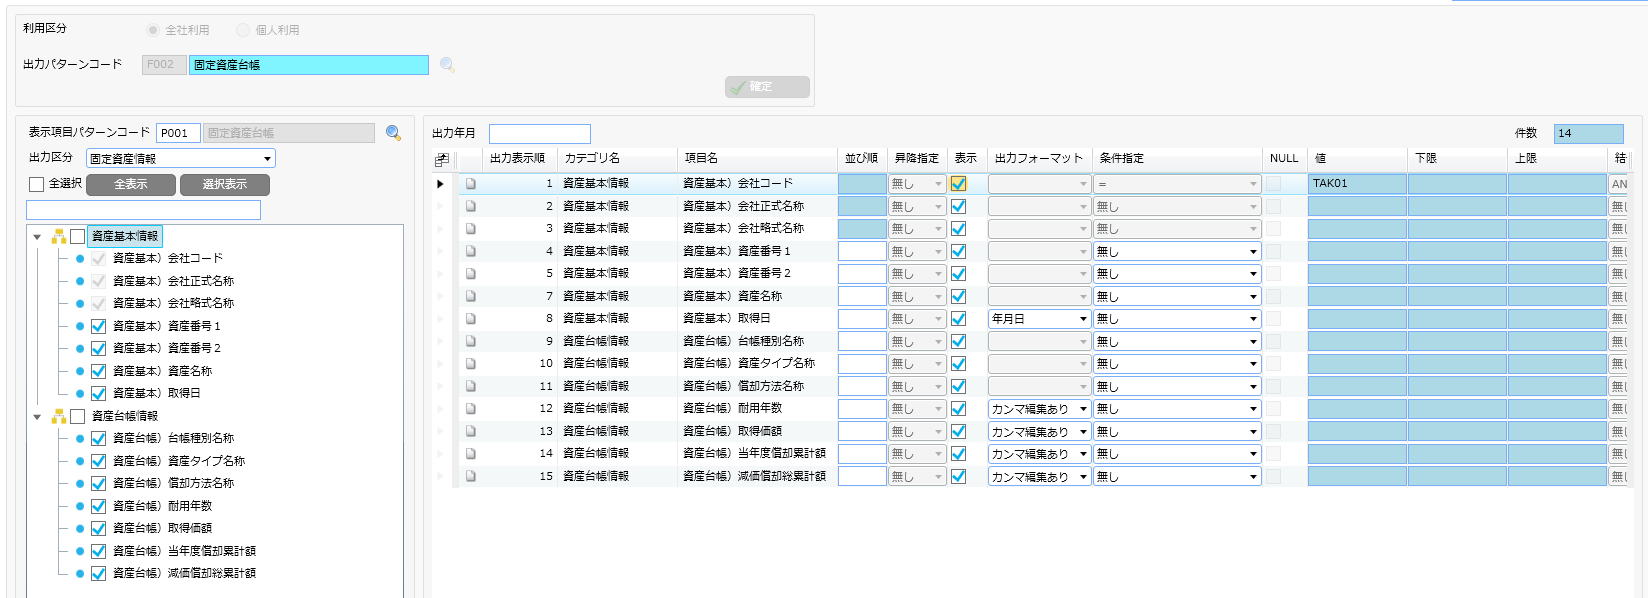 利用区分 全社利用 個人利用
出力パターンコード F002 固定資産台帳
確定
表示項目パターンコード P001 固定資産台帳
出力区分 固定資産情報
全選択 全表示 選択表示
資産基本情報
資産基本）会社コード
資産基本）会社正式名称
資産基本）会社略式名称
資産基本）資産番号１
資産基本）資産番号２
資産基本）資産名称
資産基本）取得日
資産台帳情報
資産台帳）台帳種別名称
資産台帳）資産タイプ名称
資産台帳）償却方法名称
資産台帳）耐用年数
資産台帳）取得価額
資産台帳）当年度償却累計額
資産台帳）減価償却総累計額
出力年月 件数 14
出力表示順 カテゴリ名 項目名 並び順 昇降指定 表示 出力フォーマット 条件指定 NULL 値 下限 上限 結
1 資産基本情報 資産基本）会社コード 無し = TAK01 AN
2 資産基本情報 資産基本）会社正式名称 無し 無し 無し
3 資産基本情報 資産基本）会社略式名称 無し 無し 無し
4 資産基本情報 資産基本）資産番号１ 無し 無し 無し
5 資産基本情報 資産基本）資産番号２ 無し 無し 無し
7 資産基本情報 資産基本）資産名称 無し 無し 無し
8 資産基本情報 資産基本）取得日 無し 年月日 無し 無し
9 資産台帳情報 資産台帳）台帳種別名称 無し 無し 無し
10 資産台帳情報 資産台帳）資産タイプ名称 無し 無し 無し
11 資産台帳情報 資産台帳）償却方法名称 無し 無し 無し
12 資産台帳情報 資産台帳）耐用年数 無し カンマ編集あり 無し 無し
13 資産台帳情報 資産台帳）取得価額 無し カンマ編集あり 無し 無し
14 資産台帳情報 資産台帳）当年度償却累計額 無し カンマ編集あり 無し 無し
15 資産台帳情報 資産台帳）減価償却総累計額 無し カンマ編集あり 無し 無し